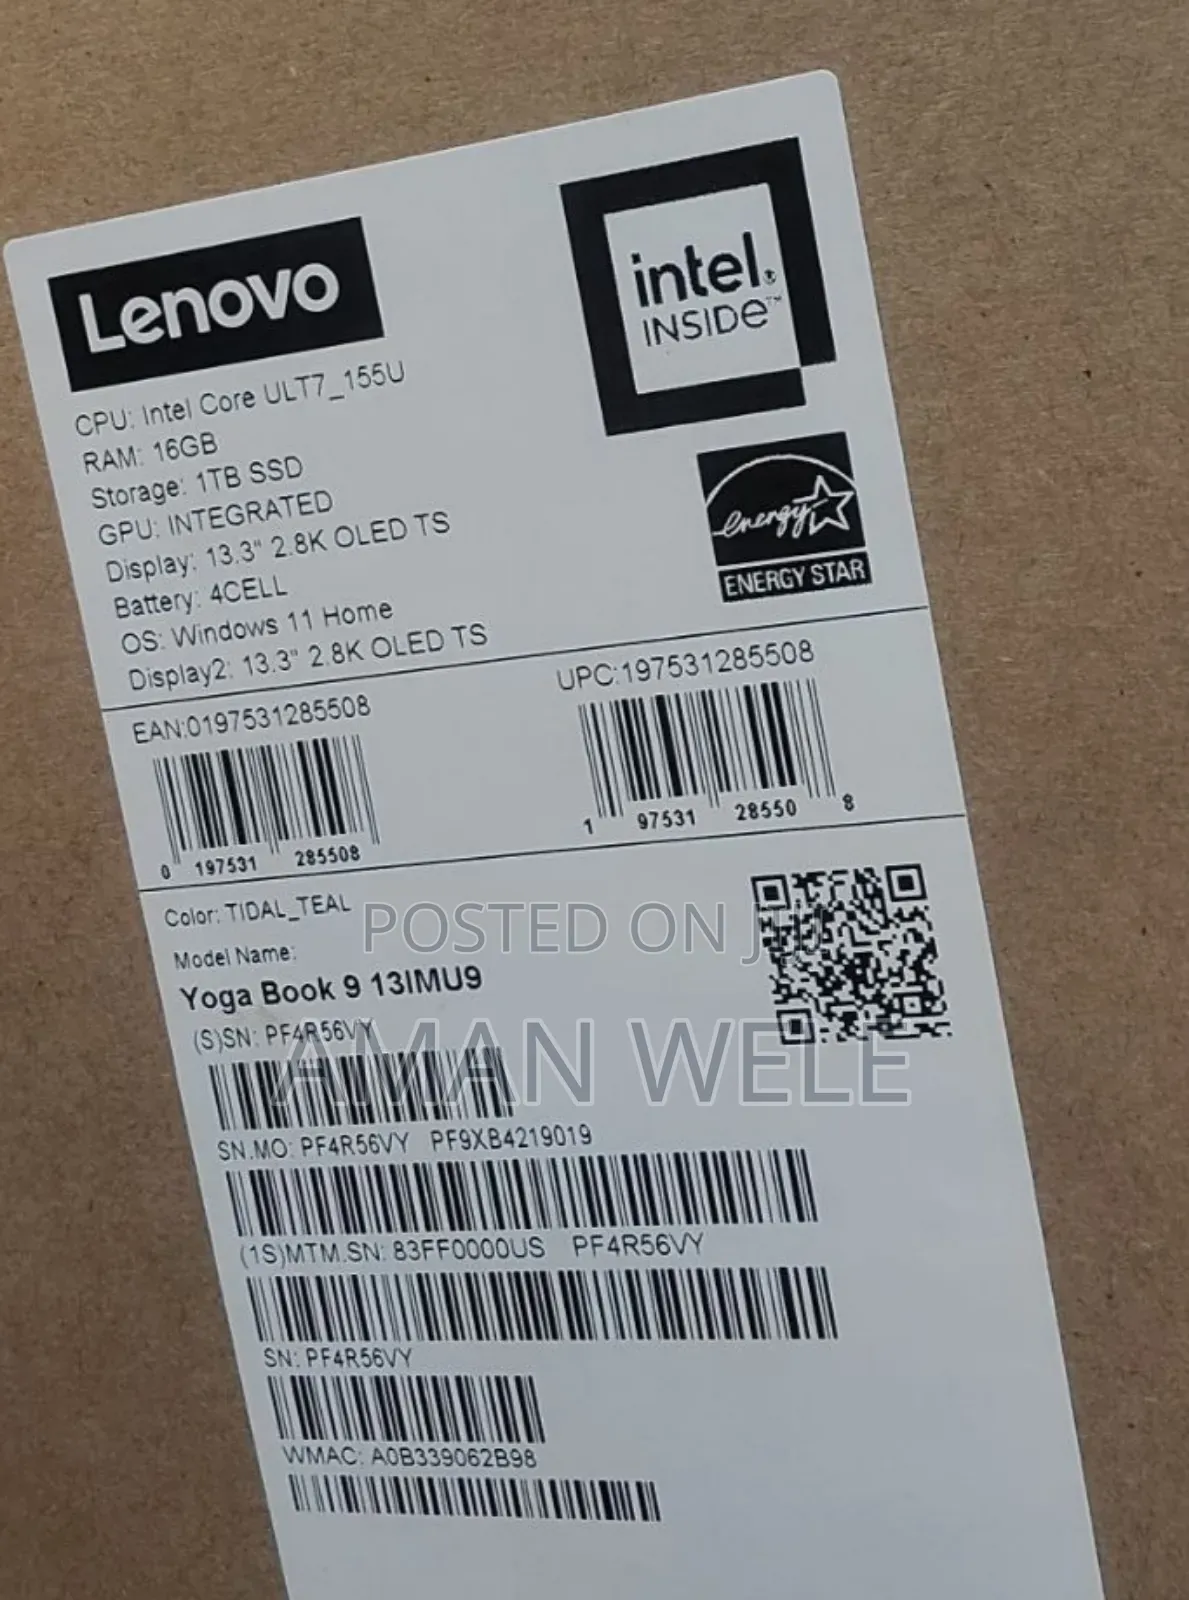 Lenovo
intel®
INSIDE™
CPU: Intel Core ULT7_155U
RAM: 16GB
Storage: 1TB SSD
GPU: INTEGRATED
Display: 13.3" 2.8K OLED TS
Battery: 4CELL
OS: Windows 11 Home
Display2: 13.3" 2.8K OLED TS
energy
ENERGY STAR
EAN:0197531285508
0 197531 285508
UPC:197531285508
1 97531 28550 8
Color: TIDAL_TEAL
POSTED ON JIJI
Model Name:
Yoga Book 9 13IMU9
(S)SN: PF4R56VY
AMAN WELE
SN.MO: PF4R56VY PF9XB4219019
(1S)MTM.SN: 83FF0000US PF4R56VY
SN: PF4R56VY
WMAC: A0B339062B98